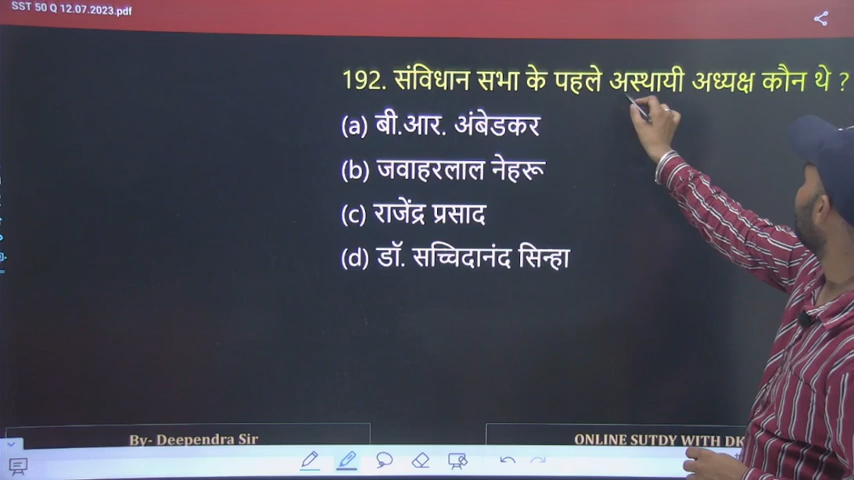 SST 50 Q 12.07.2023.pdf
192. संविधान सभा के पहले अस्थायी अध्यक्ष कौन थे ?
(a) बी.आर. अंबेडकर
(b) जवाहरलाल नेहरू
(c) राजेंद्र प्रसाद
(d) डॉ. सच्चिदानंद सिन्हा
By- Deependra Sir
ONLINE SUTDY WITH DK